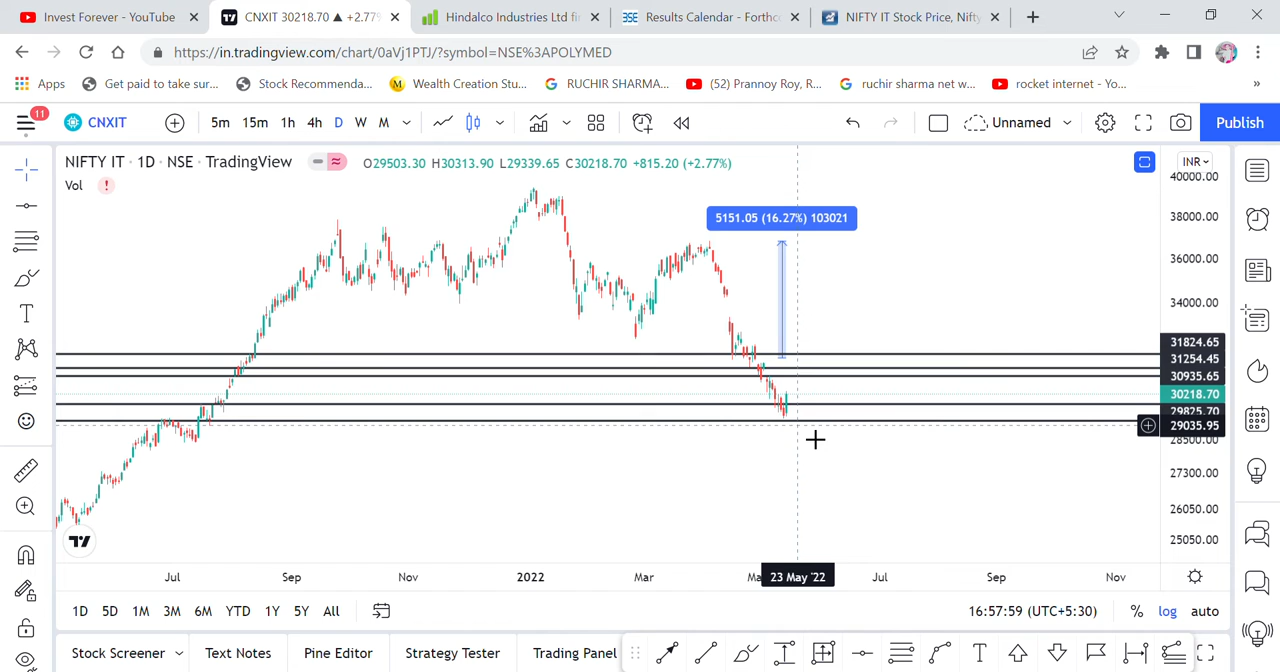 Invest Forever - YouTube
CNXIT 30218.70 ▲ +2.77%
Hindalco Industries Ltd fi
Results Calendar - Forthco
NIFTY IT Stock Price, Nifty
https://in.tradingview.com/chart/0aVj1PTJ/?symbol=NSE%3APOLYMED
Apps
Get paid to take sur...
Stock Recommenda...
Wealth Creation Stu...
RUCHIR SHARMA...
(52) Prannoy Roy, R...
ruchir sharma net w...
rocket internet - Yo...
»
11
CNXIT
5m 15m 1h 4h D W M
Unnamed
Publish
NIFTY IT · 1D · NSE · TradingView
O29503.30 H30313.90 L29339.65 C30218.70 +815.20 (+2.77%)
INR
Vol
5151.05 (16.27%) 103021
40000.00
38000.00
36000.00
34000.00
31824.65
31254.45
30935.65
30218.70
29825.70
29035.95
28500.00
27300.00
26050.00
25050.00
Jul Sep Nov 2022 Mar 23 May '22 Jul Sep Nov
1D 5D 1M 3M 6M YTD 1Y 5Y All
16:57:59 (UTC+5:30)
% log auto
Stock Screener
Text Notes
Pine Editor
Strategy Tester
Trading Panel